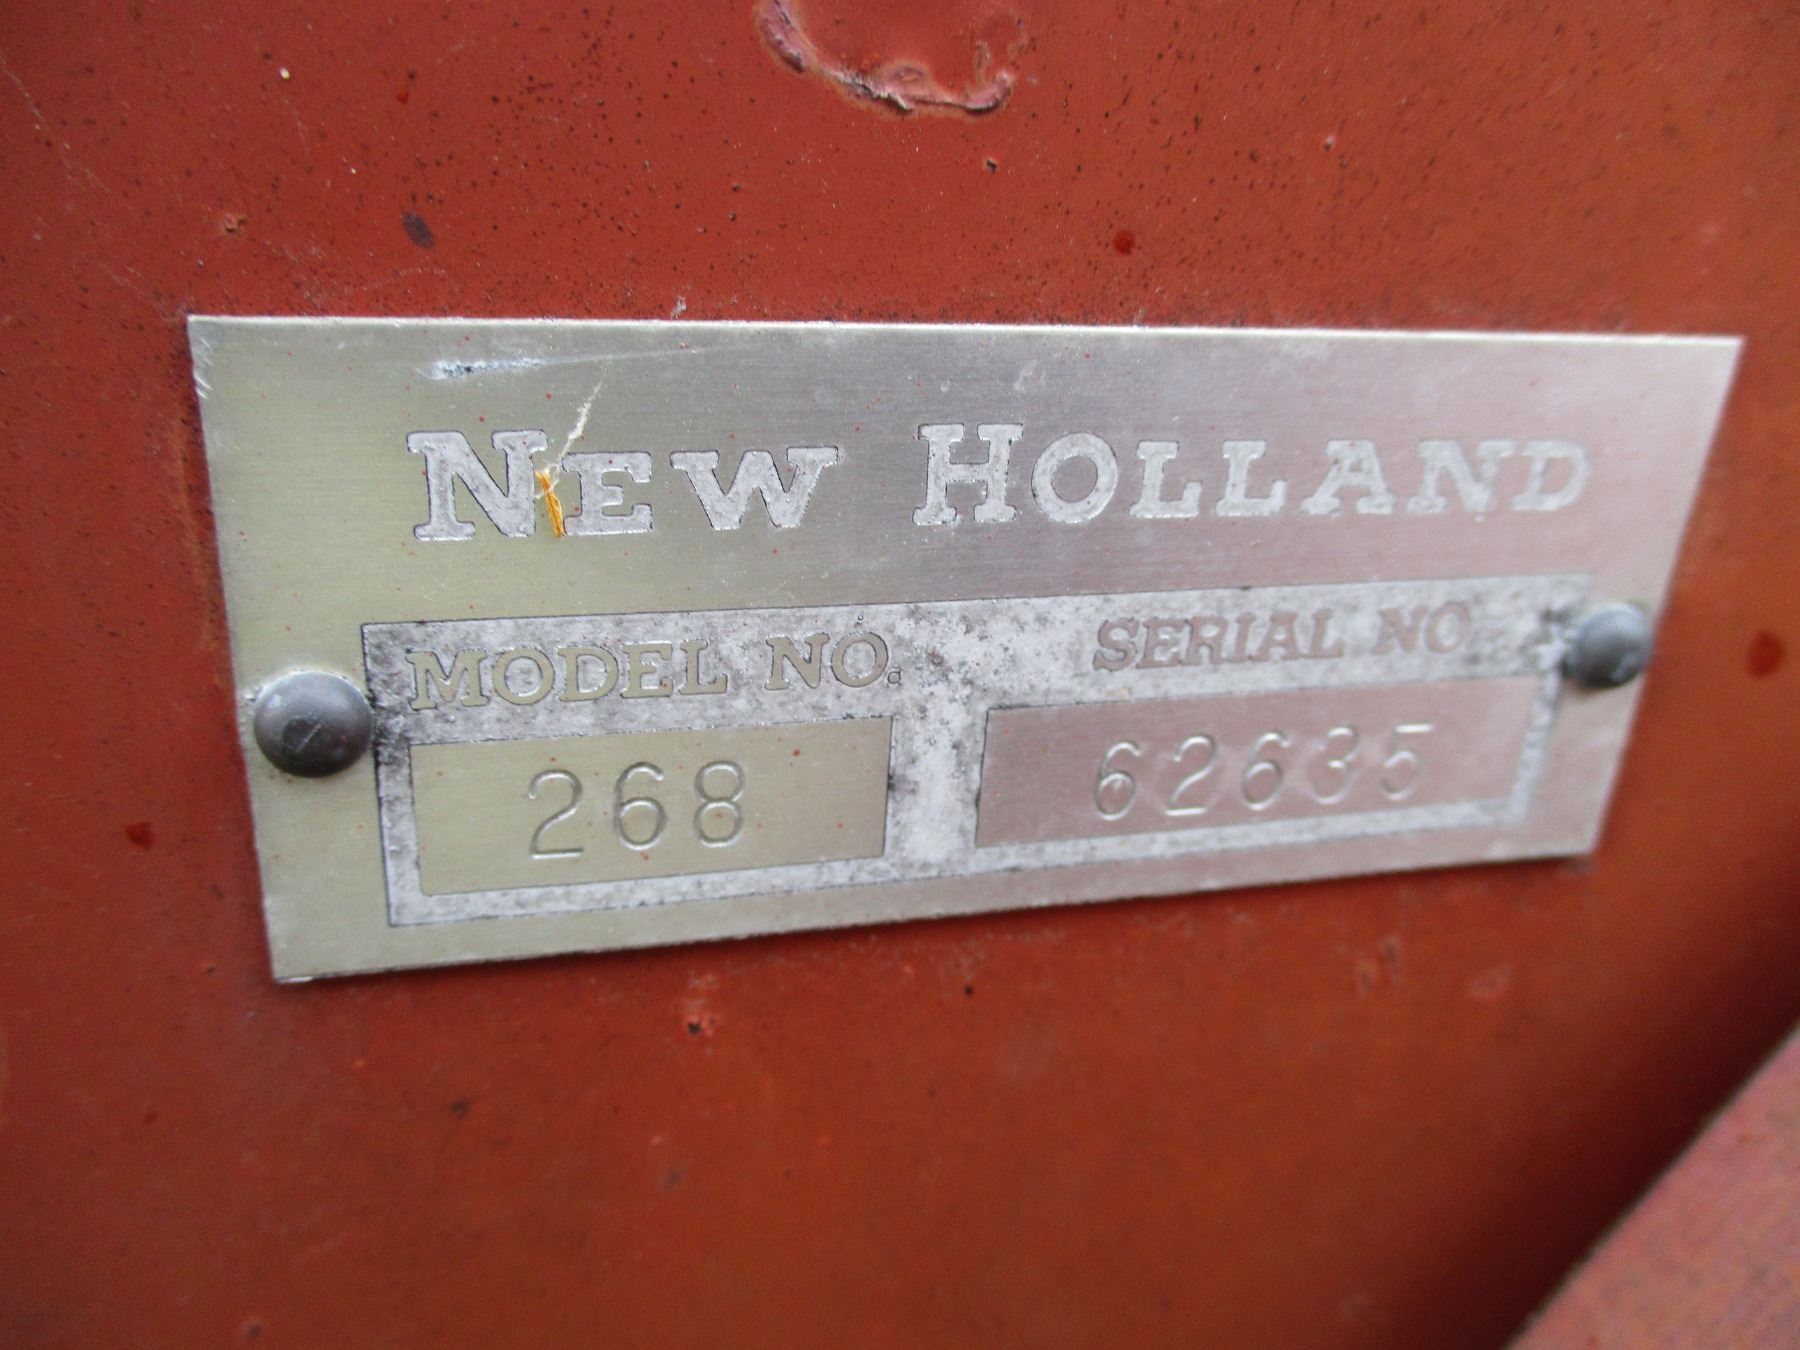 NEW HOLLAND
MODEL NO. SERIAL NO
268 62635